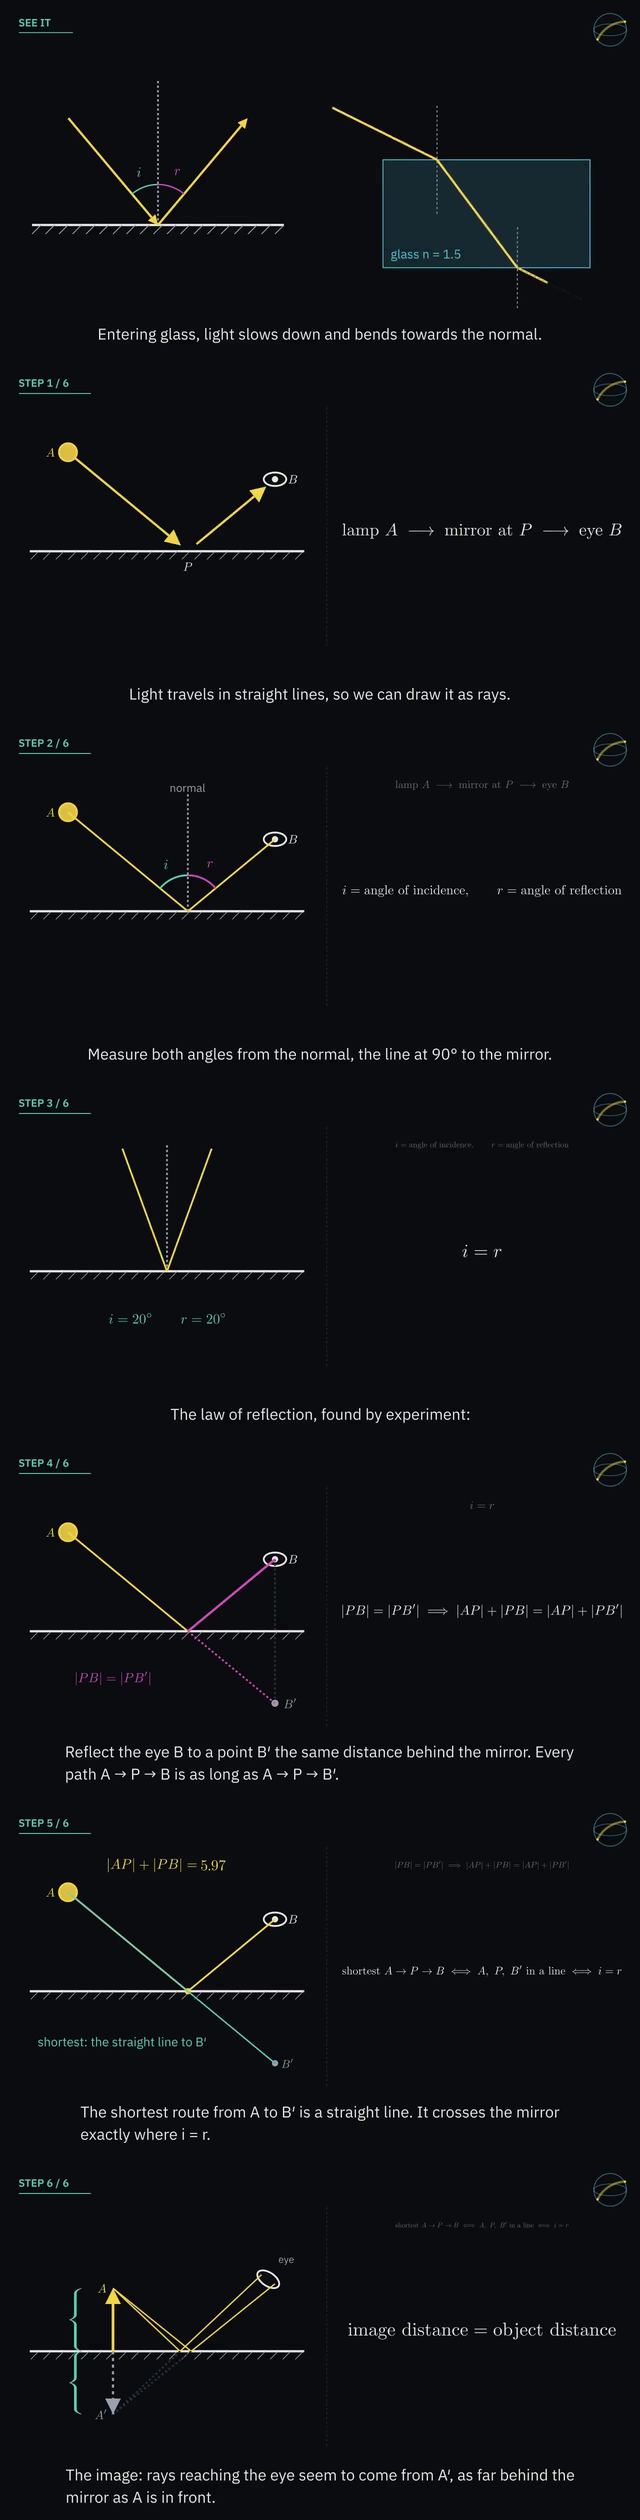 SEE IT
i
r
glass n = 1.5
Entering glass, light slows down and bends towards the normal.
STEP 1 / 6
A
B
P
lamp A ⟶ mirror at P ⟶ eye B
Light travels in straight lines, so we can draw it as rays.
STEP 2 / 6
normal
lamp A ⟶ mirror at P ⟶ eye B
A
B
i
r
i = angle of incidence, r = angle of reflection
Measure both angles from the normal, the line at 90° to the mirror.
STEP 3 / 6
i = angle of incidence, r = angle of reflection
i = r
i = 20° r = 20°
The law of reflection, found by experiment:
STEP 4 / 6
i = r
A
B
|PB| = |PB′| ⟹ |AP| + |PB| = |AP| + |PB′|
|PB| = |PB′|
B′
Reflect the eye B to a point B′ the same distance behind the mirror. Every
path A → P → B is as long as A → P → B′.
STEP 5 / 6
|AP| + |PB| = 5.97
|PB| = |PB′| ⟹ |AP| + |PB| = |AP| + |PB′|
A
B
shortest A → P → B ⟺ A, P, B′ in a line ⟺ i = r
shortest: the straight line to B′
B′
The shortest route from A to B′ is a straight line. It crosses the mirror
exactly where i = r.
STEP 6 / 6
shortest A → P → B ⟺ A, P, B′ in a line ⟺ i = r
eye
A
image distance = object distance
A′
The image: rays reaching the eye seem to come from A′, as far behind the
mirror as A is in front.